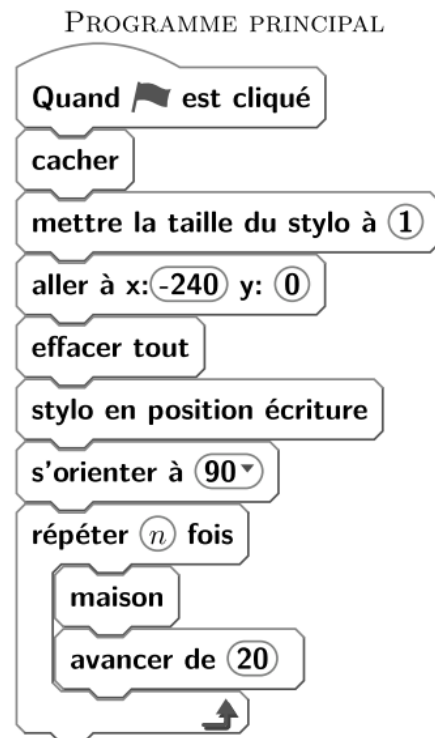 PROGRAMME PRINCIPAL
Quand est cliqué
cacher
mettre la taille du stylo à 1
aller à x: -240 y: 0
effacer tout
stylo en position écriture
s'orienter à 90
répéter n fois
maison
avancer de 20